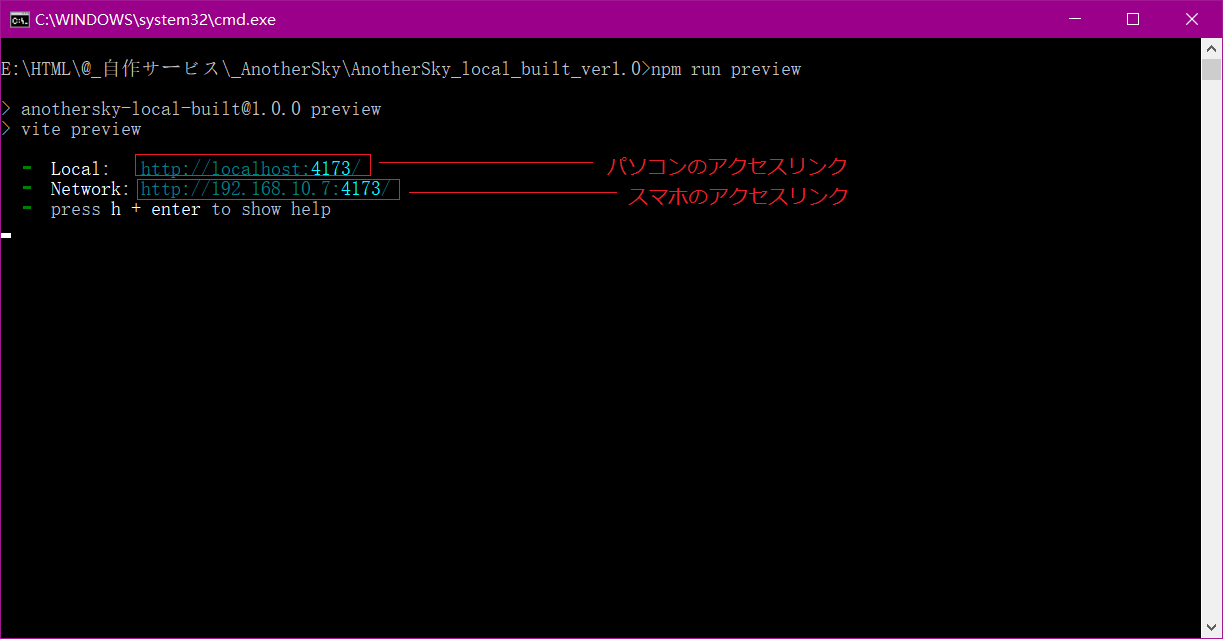 C:\WINDOWS\system32\cmd.exe
E:\HTML\@_自作サービス\_AnotherSky\AnotherSky_local_built_ver1.0>npm run preview
> anothersky-local-built@1.0.0 preview
> vite preview
- Local: http://localhost:4173/ パソコンのアクセスリンク
- Network: http://192.168.10.7:4173/ スマホのアクセスリンク
- press h + enter to show help